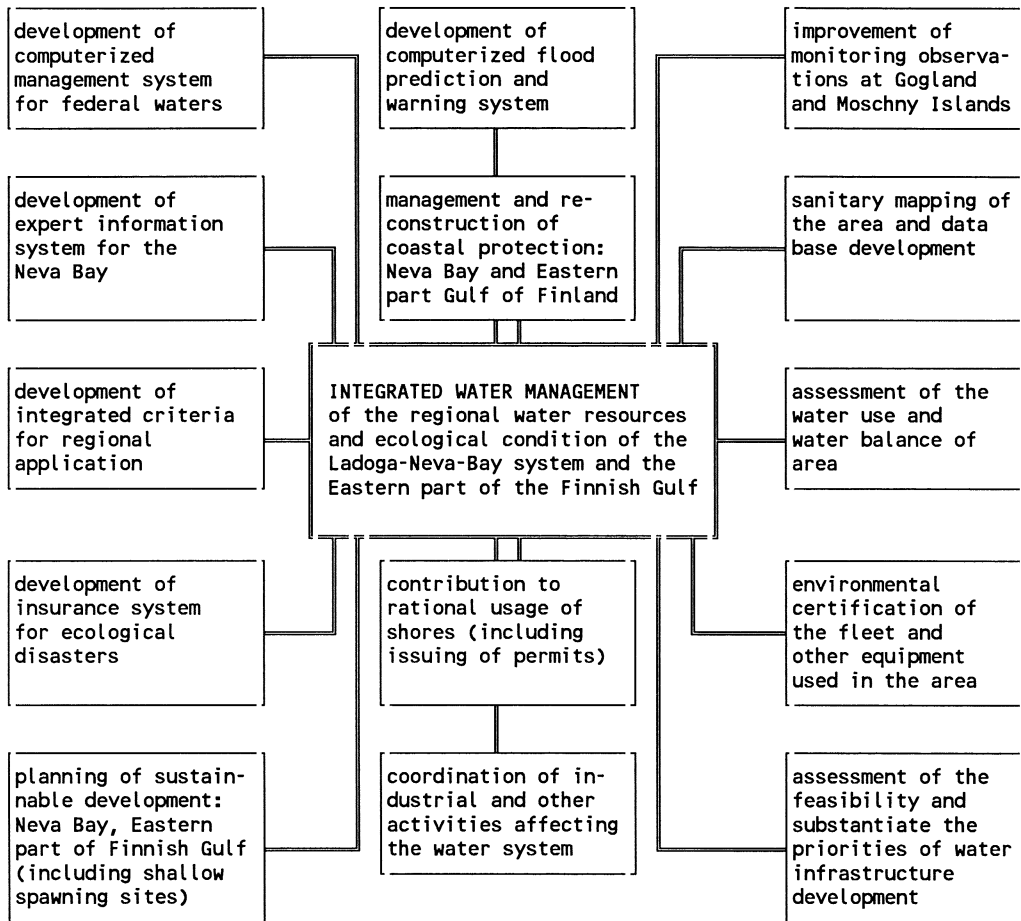 development of
computerized
management system
for federal waters
development of
computerized flood
prediction and
warning system
improvement of
monitoring observa-
tions at Gogland
and Moschny Islands
development of
expert information
system for the
Neva Bay
management and re-
construction of
coastal protection:
Neva Bay and Eastern
part Gulf of Finland
sanitary mapping of
the area and data
base development
development of
integrated criteria
for regional
application
INTEGRATED WATER MANAGEMENT
of the regional water resources
and ecological condition of the
Ladoga-Neva-Bay system and the
Eastern part of the Finnish Gulf
assessment of the
water use and
water balance of
area
development of
insurance system
for ecological
disasters
contribution to
rational usage of
shores (including
issuing of permits)
environmental
certification of
the fleet and
other equipment
used in the area
planning of sustain-
nable development:
Neva Bay, Eastern
part of Finnish Gulf
(including shallow
spawning sites)
coordination of in-
dustrial and other
activities affecting
the water system
assessment of the
feasibility and
substantiate the
priorities of water
infrastructure
development